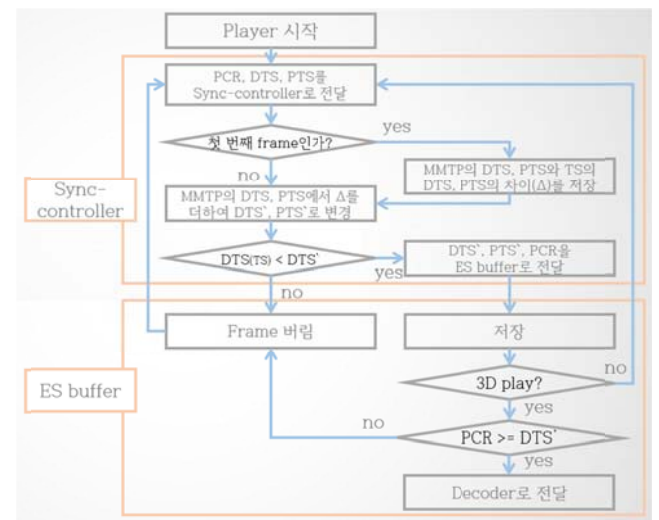 Player 시작
PCR, DTS, PTS를
Sync-controller로 전달
첫 번째 frame인가?
yes
no
MMTP의 DTS, PTS와 TS의
DTS, PTS의 차이(Δ)를 저장
Sync-
controller
MMTP의 DTS, PTS에서 Δ를
더하여 DTS`, PTS`로 변경
DTS(TS) < DTS`
yes
DTS`, PTS`, PCR을
ES buffer로 전달
no
Frame 버림
저장
ES buffer
3D play?
no
yes
no
PCR >= DTS`
yes
Decoder로 전달